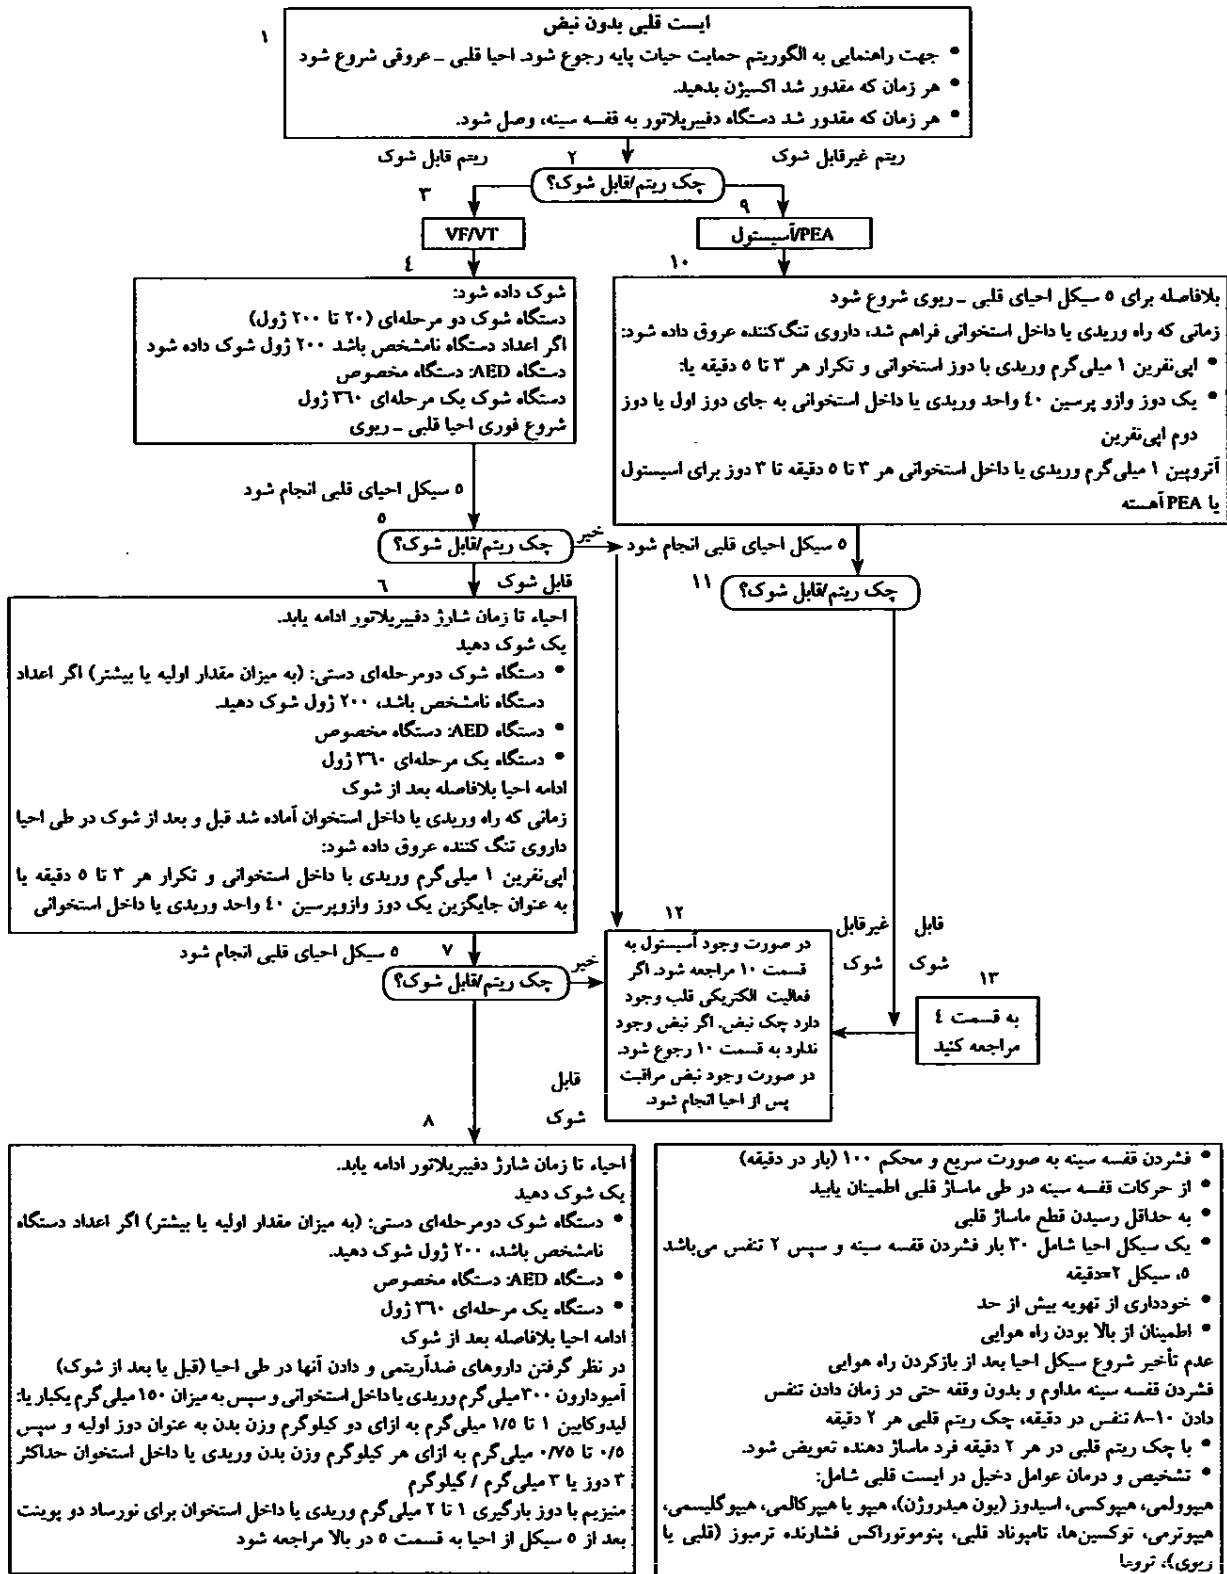 ۱
ایست قلبی بدون نبض
• جهت راهنمایی به الگوریتم حمایت حیات پایه رجوع شود. احیا قلبی ـ عروقی شروع شود
• هر زمان که مقدور شد اکسیژن بدهید.
• هر زمان که مقدور شد دستگاه دفیبریلاتور به قفسه سینه، وصل شود.
ریتم غیرقابل شوک
۲
ریتم قابل شوک
چک ریتم/قابل شوک؟
۳
VF/VT
۴
شوک داده شود:
دستگاه شوک دو مرحله‌ای (۲۰ تا ۲۰۰ ژول)
اگر اعداد دستگاه نامشخص باشد ۲۰۰ ژول شوک داده شود
دستگاه AED: دستگاه مخصوص
دستگاه شوک یک مرحله‌ای ۳۶۰ ژول
شروع فوری احیا قلبی ـ ریوی
۵ سیکل احیای قلبی انجام شود
۵
چک ریتم/قابل شوک؟
خیر
قابل شوک
۶
احیاء تا زمان شارژ دفیبریلاتور ادامه یابد.
یک شوک دهید
• دستگاه شوک دومرحله‌ای دستی: (به میزان مقدار اولیه یا بیشتر) اگر اعداد
دستگاه نامشخص باشد، ۲۰۰ ژول شوک دهید.
• دستگاه AED: دستگاه مخصوص
• دستگاه یک مرحله‌ای ۳۶۰ ژول
ادامه احیا بلافاصله بعد از شوک
زمانی که راه وریدی یا داخل استخوان آماده شد قبل و بعد از شوک در طی احیا
داروی تنگ کننده عروق داده شود:
اپی‌نفرین ۱ میلی‌گرم وریدی با داخل استخوانی و تکرار هر ۳ تا ۵ دقیقه یا
به عنوان جایگزین یک دوز وازوپرسین ۴۰ واحد وریدی یا داخل استخوانی
۷
۵ سیکل احیای قلبی انجام شود
چک ریتم/قابل شوک؟
خیر
قابل
شوک
۸
احیاء تا زمان شارژ دفیبریلاتور ادامه یابد.
یک شوک دهید
• دستگاه شوک دومرحله‌ای دستی: (به میزان مقدار اولیه یا بیشتر) اگر اعداد دستگاه
نامشخص باشد، ۲۰۰ ژول شوک دهید.
• دستگاه AED: دستگاه مخصوص
• دستگاه یک مرحله‌ای ۳۶۰ ژول
ادامه احیا بلافاصله بعد از شوک
در نظر گرفتن داروهای ضدآریتمی و دادن آنها در طی احیا (قبل یا بعد از شوک)
آمیودارون ۳۰۰ میلی‌گرم وریدی یا داخل استخوانی و سپس به میزان ۱۵۰ میلی‌گرم یکبار یا:
لیدوکایین ۱ تا ۱/۵ میلی‌گرم به ازای دو کیلوگرم وزن بدن به عنوان دوز اولیه و سپس
۰/۵ تا ۰/۷۵ میلی‌گرم به ازای هر کیلوگرم وزن بدن وریدی یا داخل استخوان حداکثر
۳ دوز یا ۳ میلی‌گرم / کیلوگرم
منیزیم با دوز بارگیری ۱ تا ۲ میلی‌گرم وریدی یا داخل استخوان برای تورساد دو پوینت
بعد از ۵ سیکل از احیا به قسمت ۵ در بالا مراجعه شود
۹
PEA/آسیستول
۱۰
بلافاصله برای ۵ سیکل احیای قلبی ـ ریوی شروع شود
زمانی که راه وریدی یا داخل استخوانی فراهم شد، داروی تنگ‌کننده عروق داده شود:
• اپی‌نفرین ۱ میلی‌گرم وریدی با دوز استخوانی و تکرار هر ۳ تا ۵ دقیقه یا:
• یک دوز وازو پرسین ۴۰ واحد وریدی یا داخل استخوانی به جای دوز اول یا دوز
دوم اپی‌نفرین
آتروپین ۱ میلی‌گرم وریدی یا داخل استخوانی هر ۳ تا ۵ دقیقه تا ۳ دوز برای اسیستول
یا PEA آهسته
۵ سیکل احیای قلبی انجام شود
۱۱
چک ریتم/قابل شوک؟
غیرقابل
شوک
قابل
شوک
۱۲
در صورت وجود آسیستول به
قسمت ۱۰ مراجعه شود. اگر
فعالیت الکتریکی قلب وجود
دارد چک نبض. اگر نبض وجود
ندارد به قسمت ۱۰ رجوع شود.
در صورت وجود نبض مراقبت
پس از احیا انجام شود.
۱۳
به قسمت ۴
مراجعه کنید
• فشردن قفسه سینه به صورت سریع و محکم ۱۰۰ (بار در دقیقه)
• از حرکات قفسه سینه در طی ماساژ قلبی اطمینان یابید.
• به حداقل رسیدن قطع ماساژ قلبی
• یک سیکل احیا شامل ۳۰ بار فشردن قفسه سینه و سپس ۲ تنفس می‌باشد
۵، سیکل ۲=دقیقه
• خودداری از تهویه بیش از حد
• اطمینان از بالا بودن راه هوایی
عدم تأخیر شروع سیکل احیا بعد از بازکردن راه هوایی
فشردن قفسه سینه مداوم و بدون وقفه حتی در زمان دادن تنفس
دادن ۱۰-۸ تنفس در دقیقه، چک ریتم قلبی هر ۲ دقیقه
• با چک ریتم قلبی در هر ۲ دقیقه فرد ماساژ دهنده تعویض شود.
• تشخیص و درمان عوامل دخیل در ایست قلبی شامل:
هیپوولمی، هیپوکسی، اسیدوز (یون هیدروژن)، هیپو یا هیپرکالمی، هیپوگلیسمی،
هیپوترمی، توکسین‌ها، تامپوناد قلبی، پنوموتوراکس فشارنده ترمبوز (قلبی یا
ریوی)، تروما